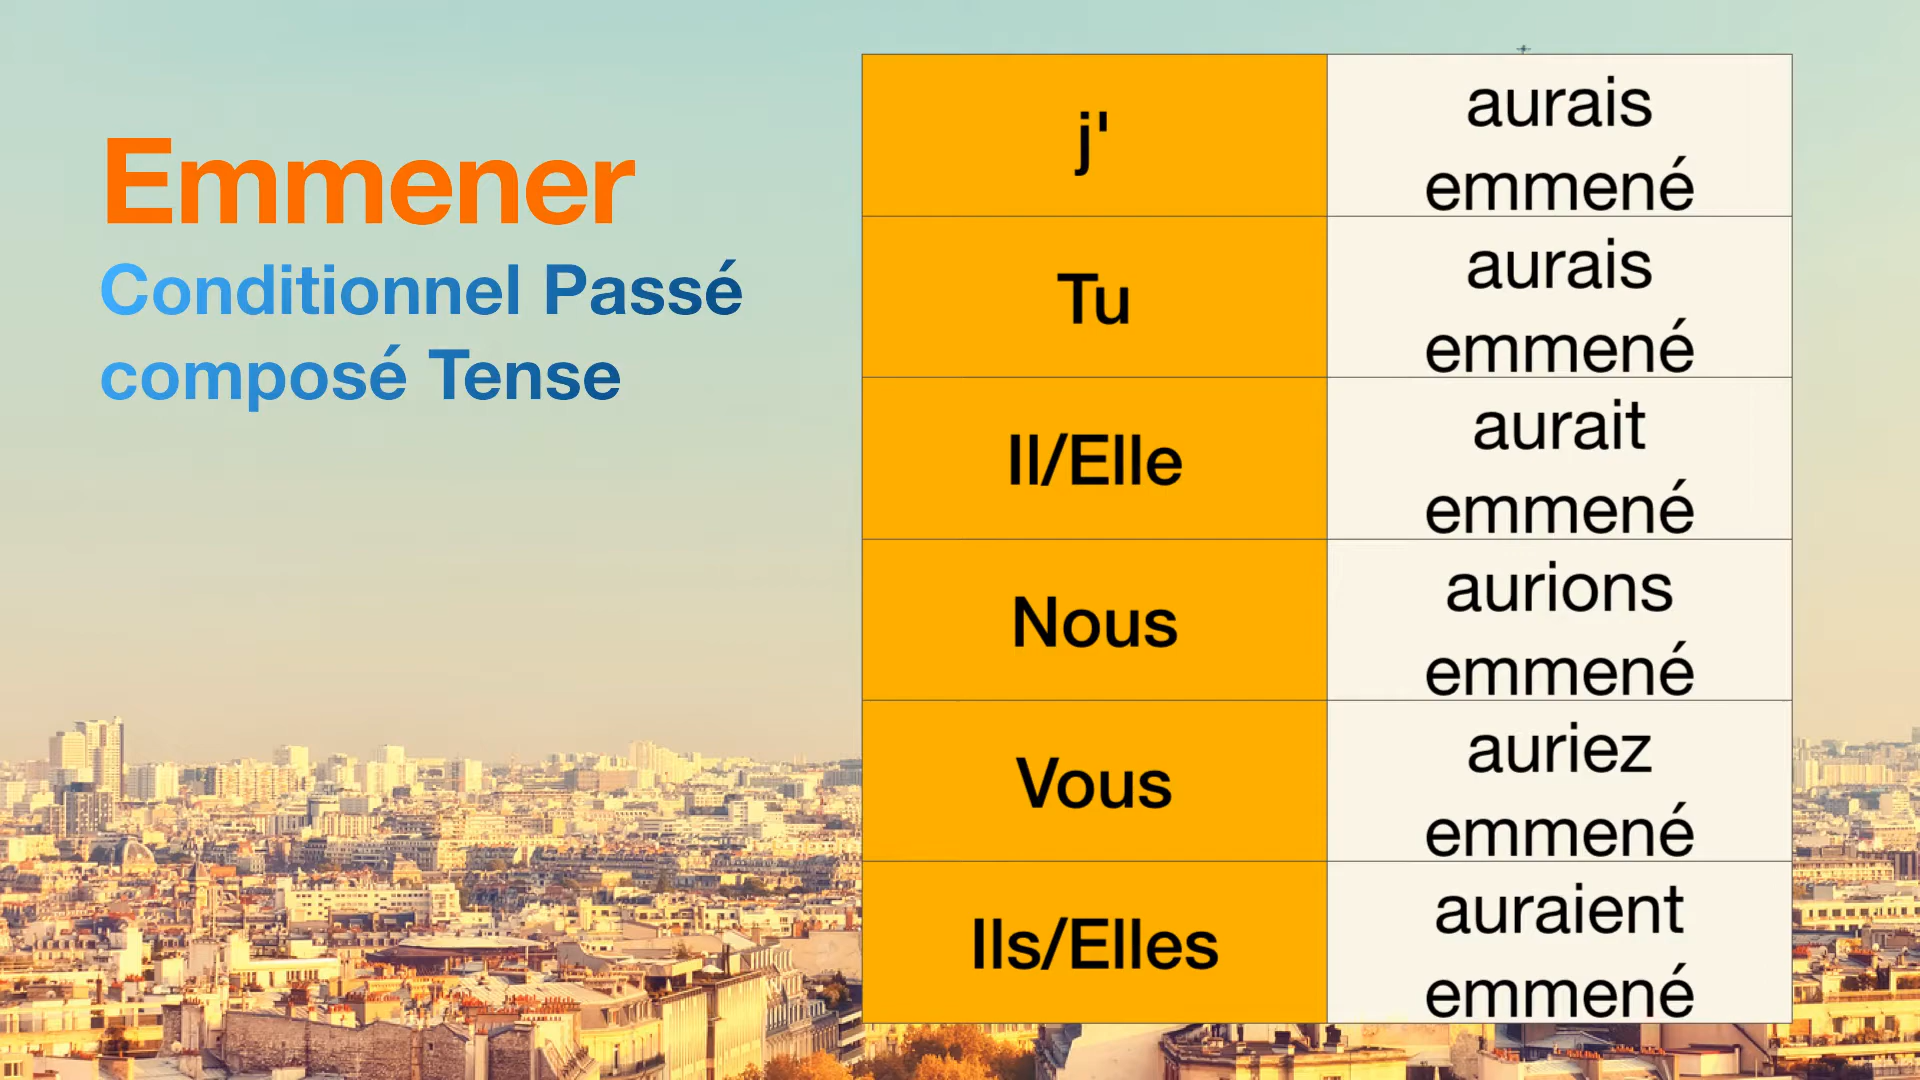 Emmener
Conditionnel Passé
composé Tense
j'
aurais
emmené
Tu
aurais
emmené
Il/Elle
aurait
emmené
Nous
aurions
emmené
Vous
auriez
emmené
Ils/Elles
auraient
emmené